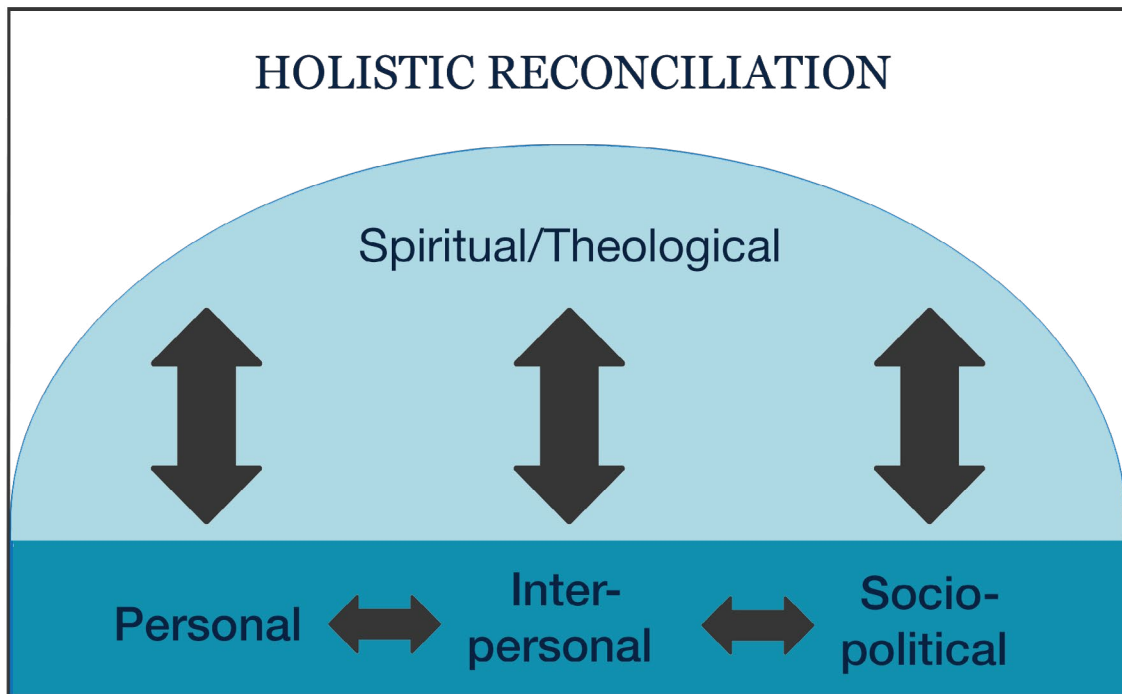 HOLISTIC RECONCILIATION
Spiritual/Theological
Personal
Inter-
personal
Socio-
political